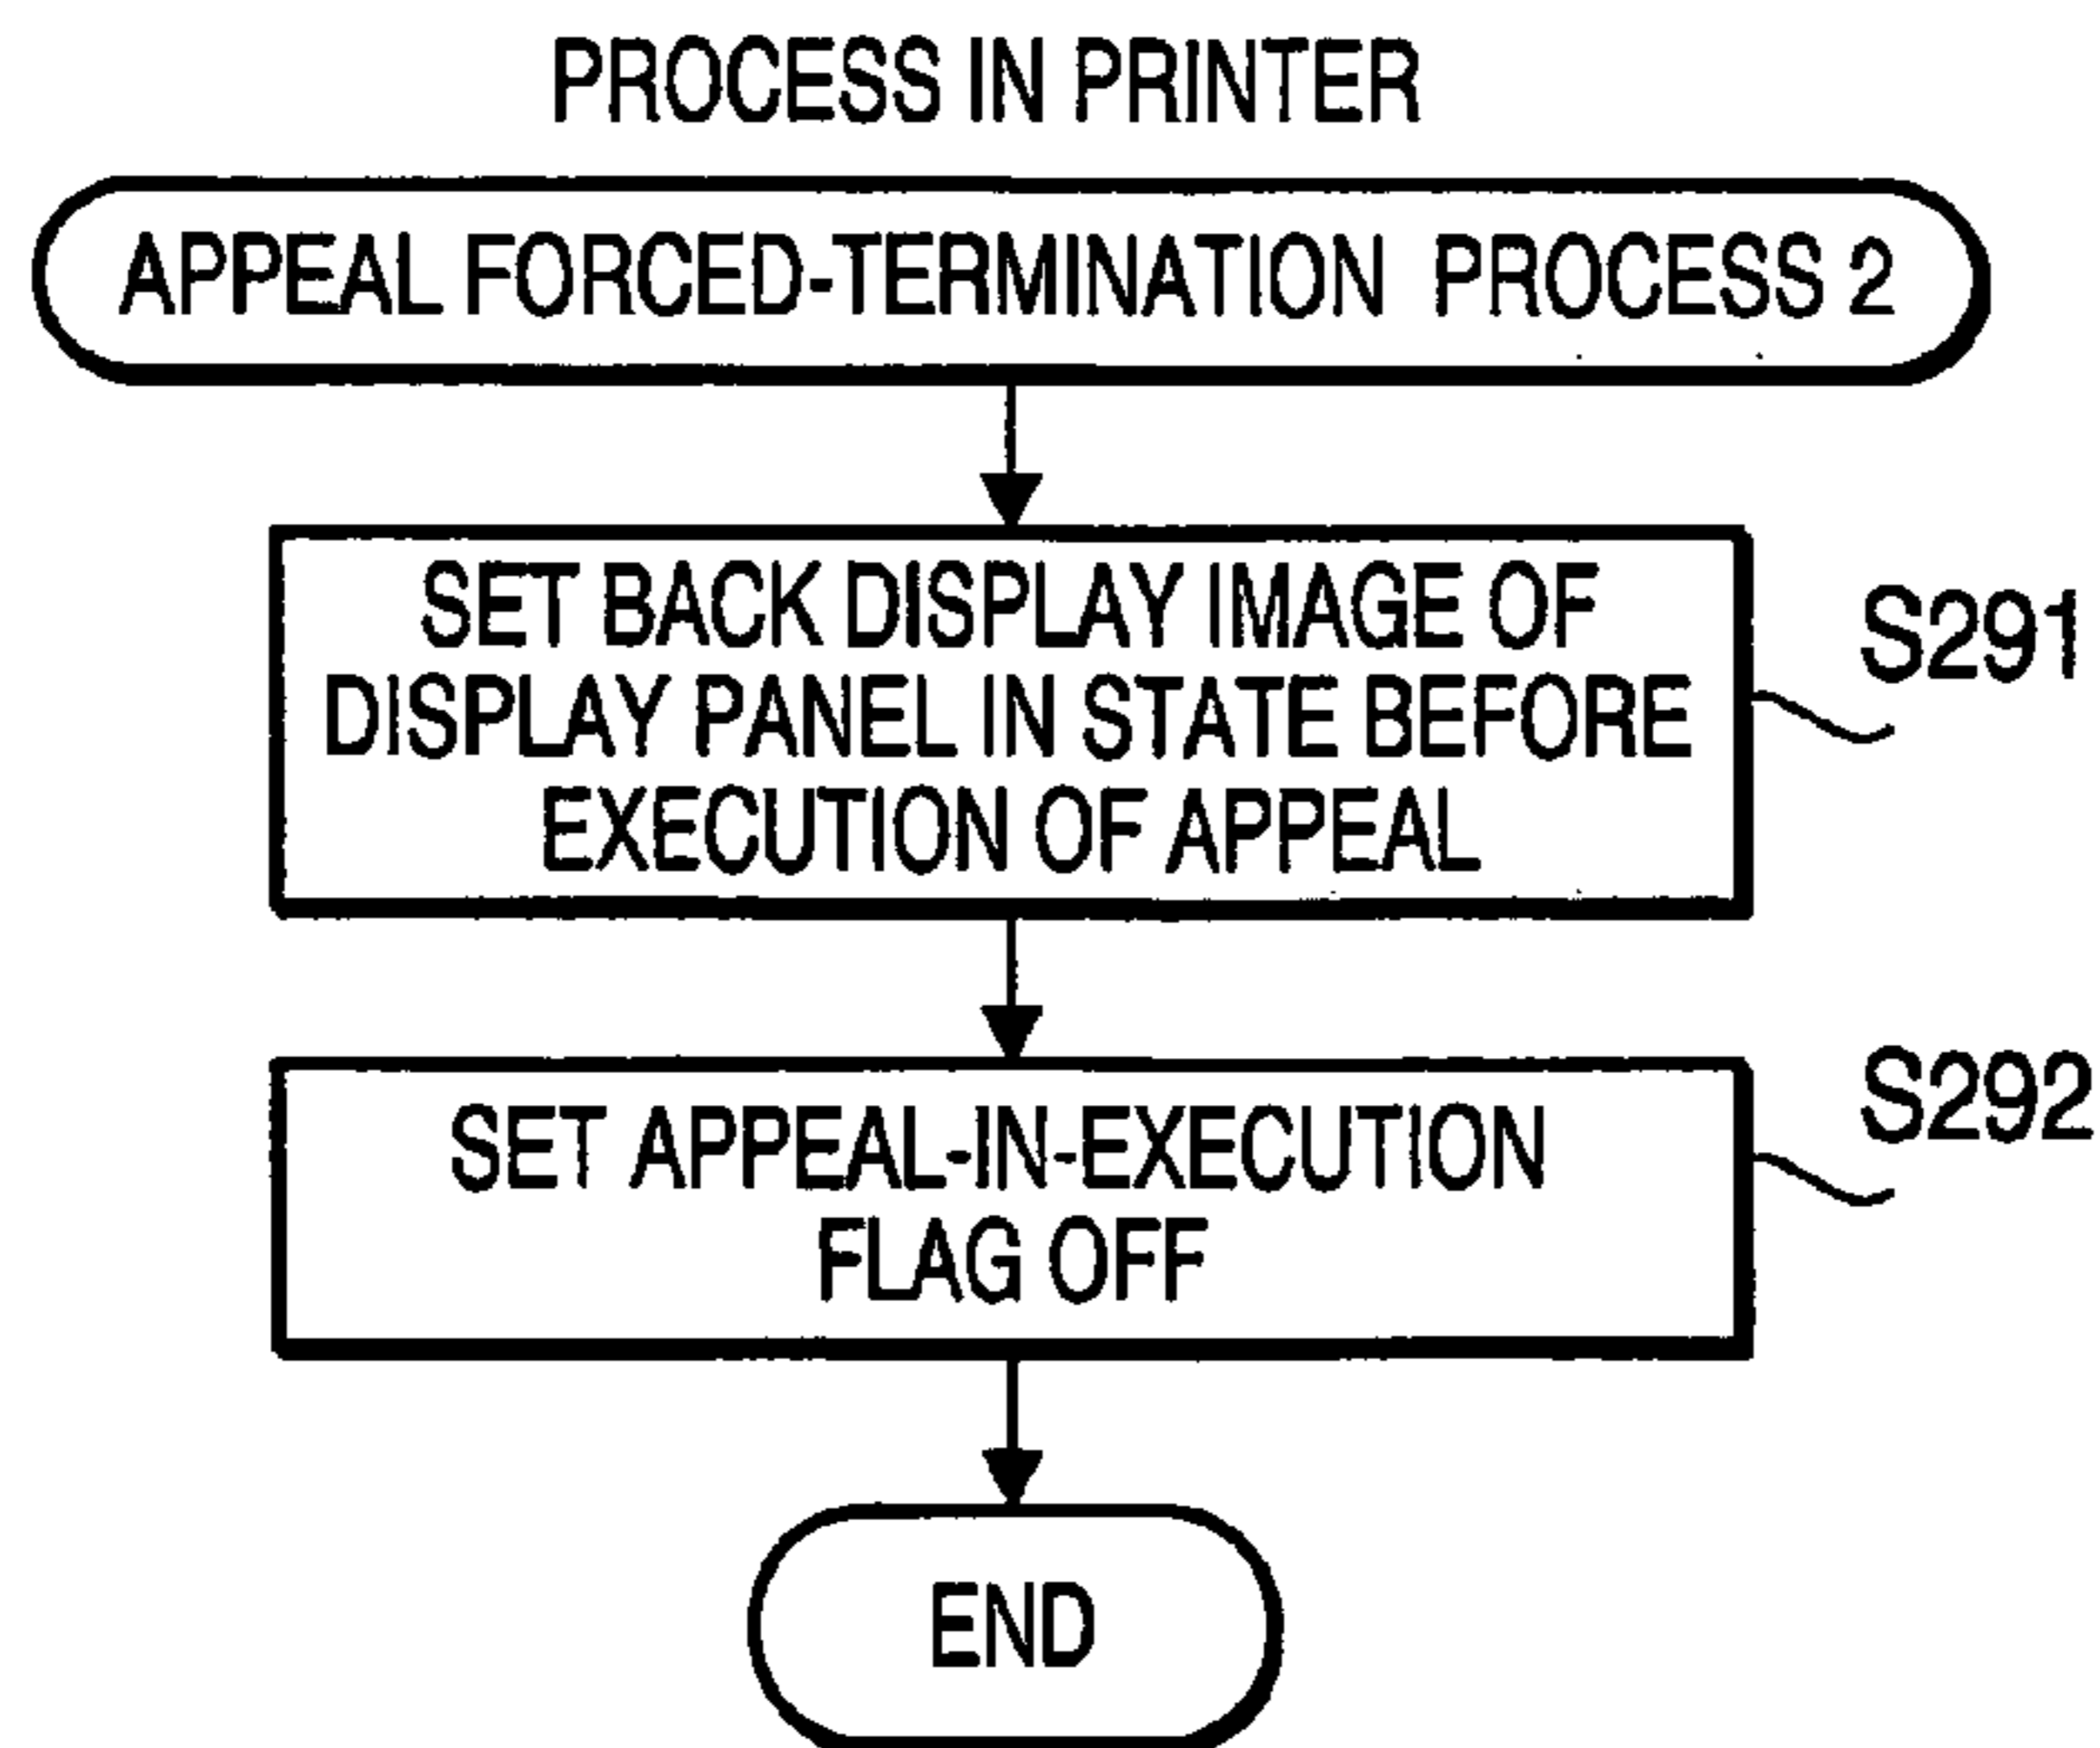 PROCESS IN PRINTER
APPEAL FORCED-TERMINATION PROCESS 2
SET BACK DISPLAY IMAGE OF
DISPLAY PANEL IN STATE BEFORE
EXECUTION OF APPEAL
S291
SET APPEAL-IN-EXECUTION
FLAG OFF
S292
END